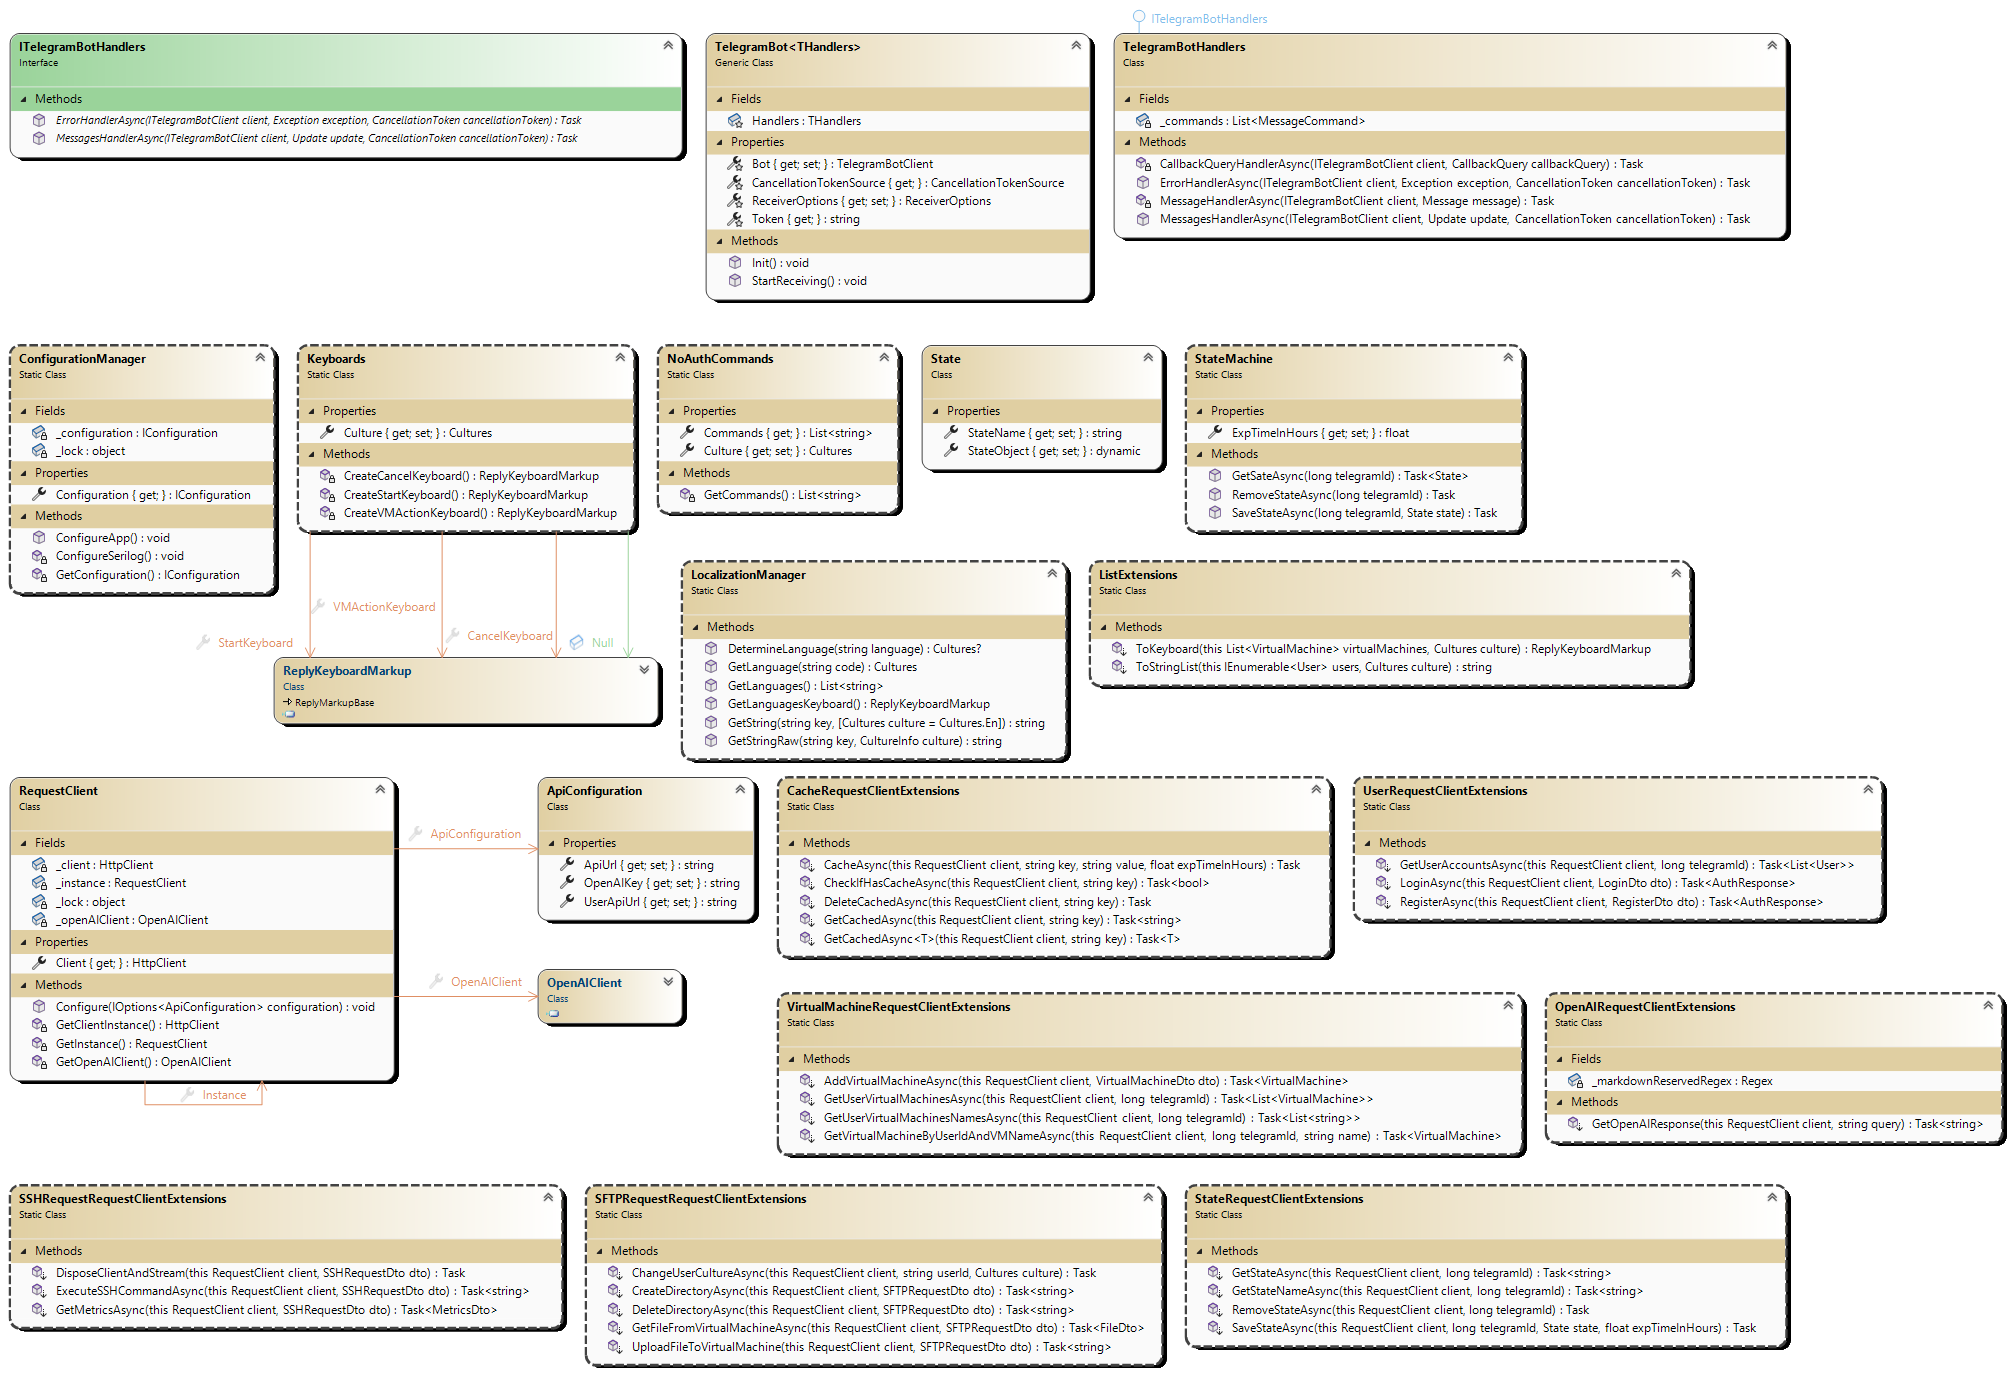 ITelegramBotHandlers
ITelegramBotHandlers
Interface
Methods
ErrorHandlerAsync(ITelegramBotClient client, Exception exception, CancellationToken cancellationToken) : Task
MessagesHandlerAsync(ITelegramBotClient client, Update update, CancellationToken cancellationToken) : Task
TelegramBot<THandlers>
Generic Class
Fields
Handlers : THandlers
Properties
Bot { get; set; } : TelegramBotClient
CancellationTokenSource { get; } : CancellationTokenSource
ReceiverOptions { get; set; } : ReceiverOptions
Token { get; } : string
Methods
Init() : void
StartReceiving() : void
TelegramBotHandlers
Class
Fields
_commands : List<MessageCommand>
Methods
CallbackQueryHandlerAsync(ITelegramBotClient client, CallbackQuery callbackQuery) : Task
ErrorHandlerAsync(ITelegramBotClient client, Exception exception, CancellationToken cancellationToken) : Task
MessageHandlerAsync(ITelegramBotClient client, Message message) : Task
MessagesHandlerAsync(ITelegramBotClient client, Update update, CancellationToken cancellationToken) : Task
ConfigurationManager
Static Class
Fields
_configuration : IConfiguration
_lock : object
Properties
Configuration { get; } : IConfiguration
Methods
ConfigureApp() : void
ConfigureSerilog() : void
GetConfiguration() : IConfiguration
Keyboards
Static Class
Properties
Culture { get; set; } : Cultures
Methods
CreateCancelKeyboard() : ReplyKeyboardMarkup
CreateStartKeyboard() : ReplyKeyboardMarkup
CreateVMActionKeyboard() : ReplyKeyboardMarkup
NoAuthCommands
Static Class
Properties
Commands { get; } : List<string>
Culture { get; set; } : Cultures
Methods
GetCommands() : List<string>
State
Class
Properties
StateName { get; set; } : string
StateObject { get; set; } : dynamic
StateMachine
Static Class
Properties
ExpTimeInHours { get; set; } : float
Methods
GetSateAsync(long telegramId) : Task<State>
RemoveStateAsync(long telegramId) : Task
SaveStateAsync(long telegramId, State state) : Task
VMActionKeyboard
StartKeyboard
CancelKeyboard
Null
ReplyKeyboardMarkup
Class
ReplyMarkupBase
LocalizationManager
Static Class
Methods
DetermineLanguage(string language) : Cultures?
GetLanguage(string code) : Cultures
GetLanguages() : List<string>
GetLanguagesKeyboard() : ReplyKeyboardMarkup
GetString(string key, [Cultures culture = Cultures.En]) : string
GetStringRaw(string key, CultureInfo culture) : string
ListExtensions
Static Class
Methods
ToKeyboard(this List<VirtualMachine> virtualMachines, Cultures culture) : ReplyKeyboardMarkup
ToStringList(this IEnumerable<User> users, Cultures culture) : string
RequestClient
Class
Fields
_client : HttpClient
_instance : RequestClient
_lock : object
_openAIClient : OpenAIClient
Properties
Client { get; } : HttpClient
Methods
Configure(IOptions<ApiConfiguration> configuration) : void
GetClientInstance() : HttpClient
GetInstance() : RequestClient
GetOpenAIClient() : OpenAIClient
Instance
ApiConfiguration
OpenAIClient
ApiConfiguration
Class
Properties
ApiUrl { get; set; } : string
OpenAIKey { get; set; } : string
UserApiUrl { get; set; } : string
OpenAIClient
Class
CacheRequestClientExtensions
Static Class
Methods
CacheAsync(this RequestClient client, string key, string value, float expTimeInHours) : Task
CheckIfHasCacheAsync(this RequestClient client, string key) : Task<bool>
DeleteCachedAsync(this RequestClient client, string key) : Task
GetCachedAsync(this RequestClient client, string key) : Task<string>
GetCachedAsync<T>(this RequestClient client, string key) : Task<T>
UserRequestClientExtensions
Static Class
Methods
GetUserAccountsAsync(this RequestClient client, long telegramId) : Task<List<User>>
LoginAsync(this RequestClient client, LoginDto dto) : Task<AuthResponse>
RegisterAsync(this RequestClient client, RegisterDto dto) : Task<AuthResponse>
VirtualMachineRequestClientExtensions
Static Class
Methods
AddVirtualMachineAsync(this RequestClient client, VirtualMachineDto dto) : Task<VirtualMachine>
GetUserVirtualMachinesAsync(this RequestClient client, long telegramId) : Task<List<VirtualMachine>>
GetUserVirtualMachinesNamesAsync(this RequestClient client, long telegramId) : Task<List<string>>
GetVirtualMachineByUserIdAndVMNameAsync(this RequestClient client, long telegramId, string name) : Task<VirtualMachine>
OpenAIRequestClientExtensions
Static Class
Fields
_markdownReservedRegex : Regex
Methods
GetOpenAIResponse(this RequestClient client, string query) : Task<string>
SSHRequestRequestClientExtensions
Static Class
Methods
DisposeClientAndStream(this RequestClient client, SSHRequestDto dto) : Task
ExecuteSSHCommandAsync(this RequestClient client, SSHRequestDto dto) : Task<string>
GetMetricsAsync(this RequestClient client, SSHRequestDto dto) : Task<MetricsDto>
SFTPRequestRequestClientExtensions
Static Class
Methods
ChangeUserCultureAsync(this RequestClient client, string userId, Cultures culture) : Task
CreateDirectoryAsync(this RequestClient client, SFTPRequestDto dto) : Task<string>
DeleteDirectoryAsync(this RequestClient client, SFTPRequestDto dto) : Task<string>
GetFileFromVirtualMachineAsync(this RequestClient client, SFTPRequestDto dto) : Task<FileDto>
UploadFileToVirtualMachine(this RequestClient client, SFTPRequestDto dto) : Task<string>
StateRequestClientExtensions
Static Class
Methods
GetStateAsync(this RequestClient client, long telegramId) : Task<string>
GetStateNameAsync(this RequestClient client, long telegramId) : Task<string>
RemoveStateAsync(this RequestClient client, long telegramId) : Task
SaveStateAsync(this RequestClient client, long telegramId, State state, float expTimeInHours) : Task